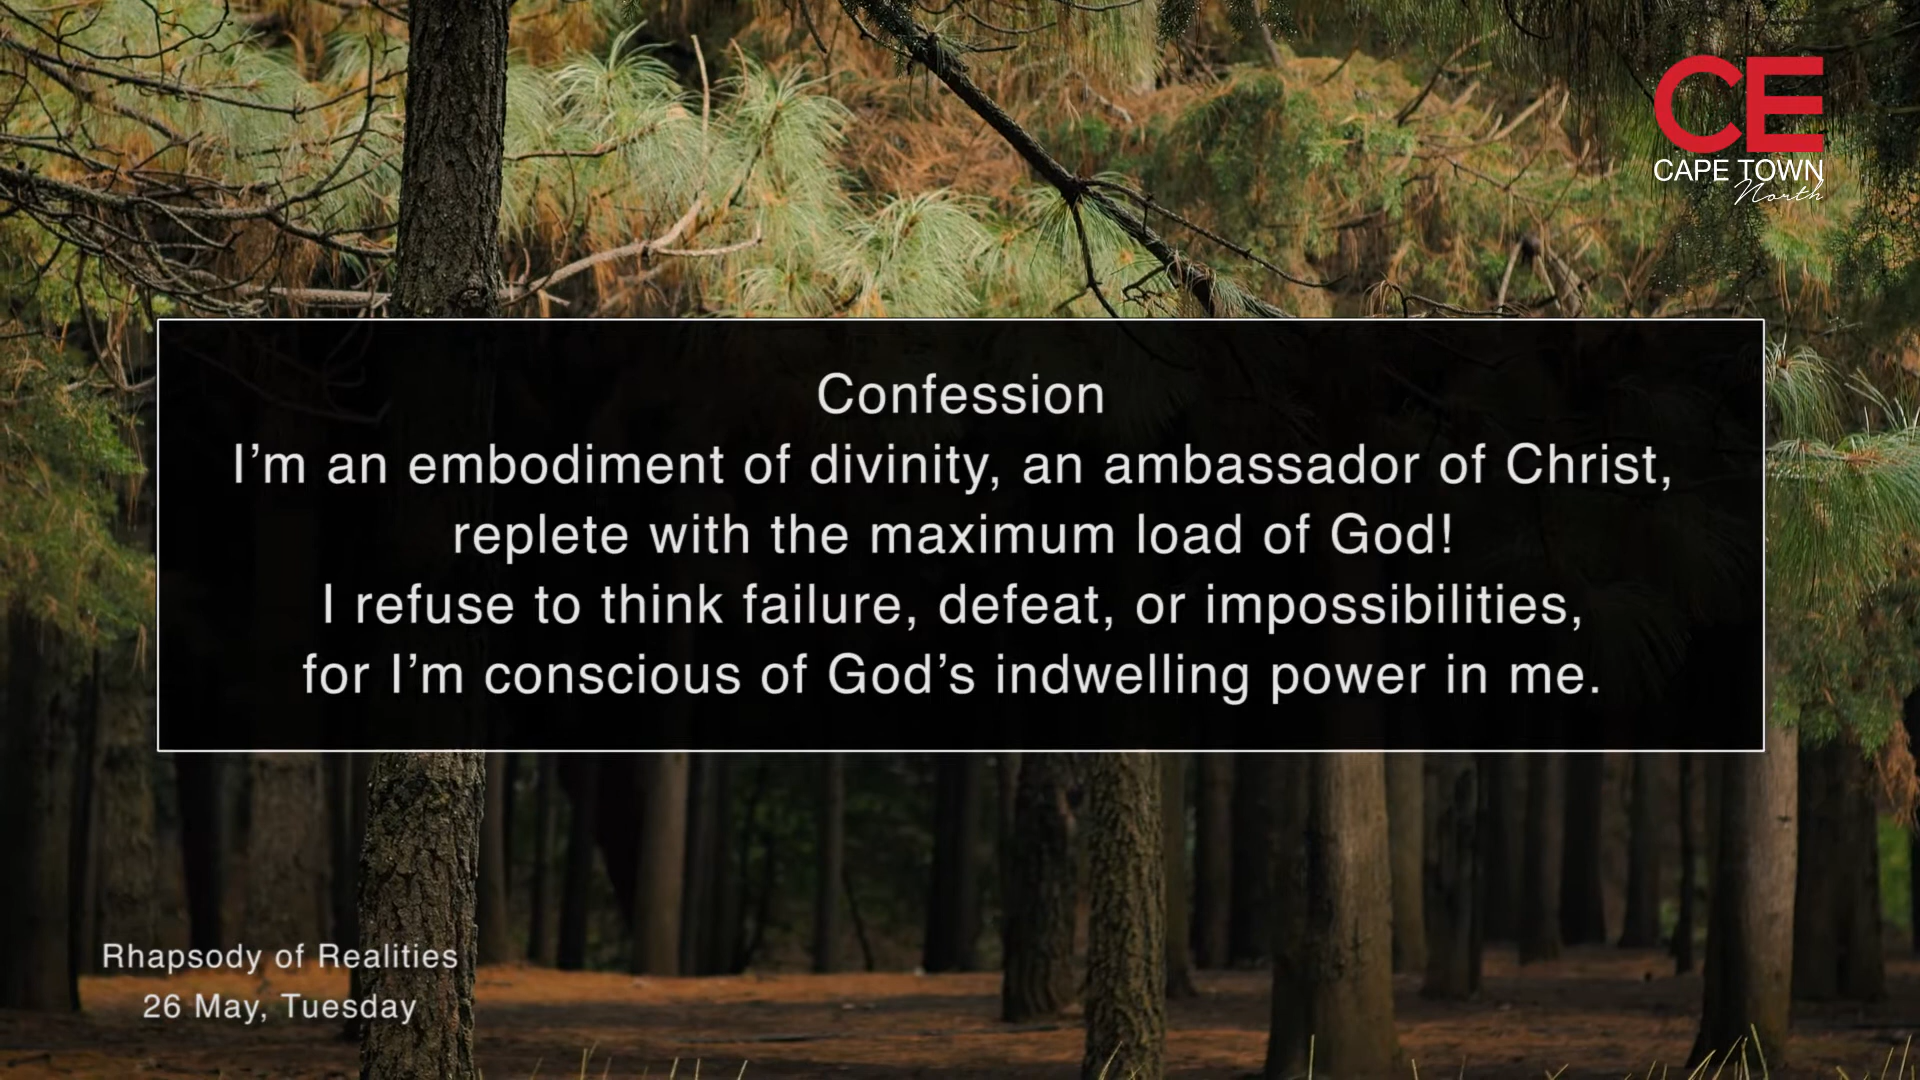 CE
CAPE TOWN
North
Confession
I’m an embodiment of divinity, an ambassador of Christ,
replete with the maximum load of God!
I refuse to think failure, defeat, or impossibilities,
for I’m conscious of God’s indwelling power in me.
Rhapsody of Realities
26 May, Tuesday